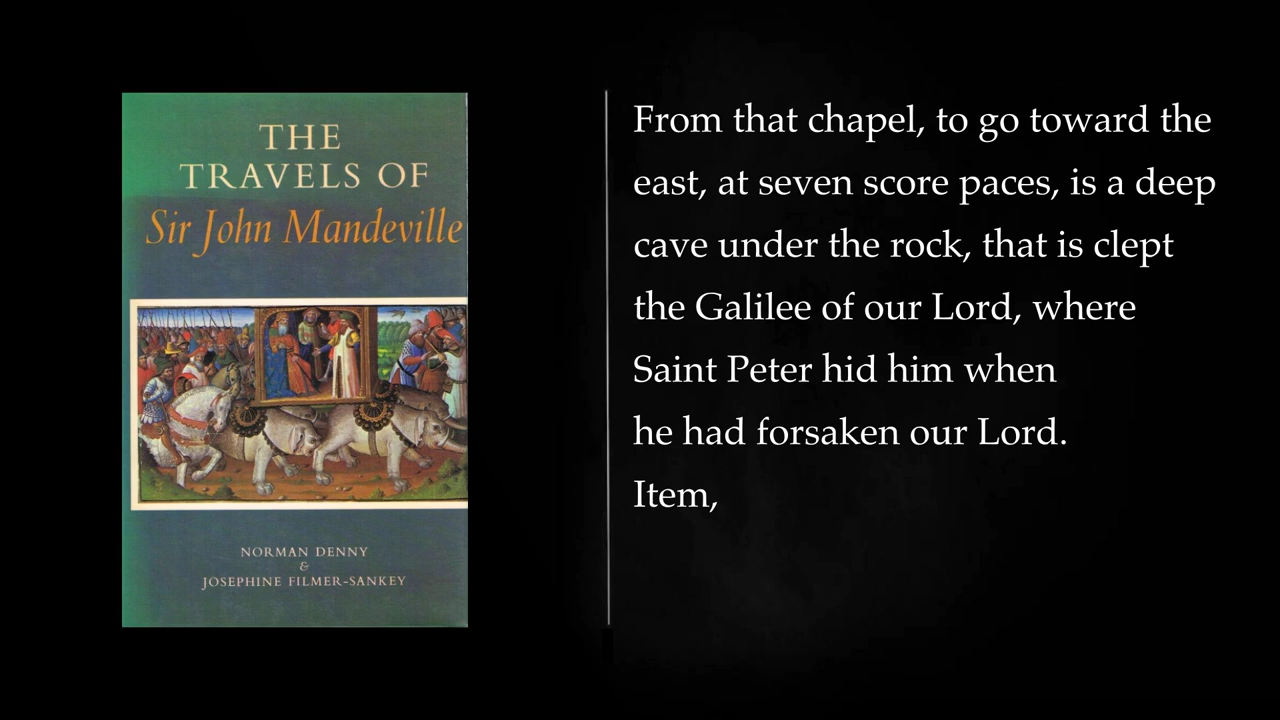 THE
TRAVELS OF
Sir John Mandeville
NORMAN DENNY
&
JOSEPHINE FILMER-SANKEY
From that chapel, to go toward the
east, at seven score paces, is a deep
cave under the rock, that is clept
the Galilee of our Lord, where
Saint Peter hid him when
he had forsaken our Lord.
Item,